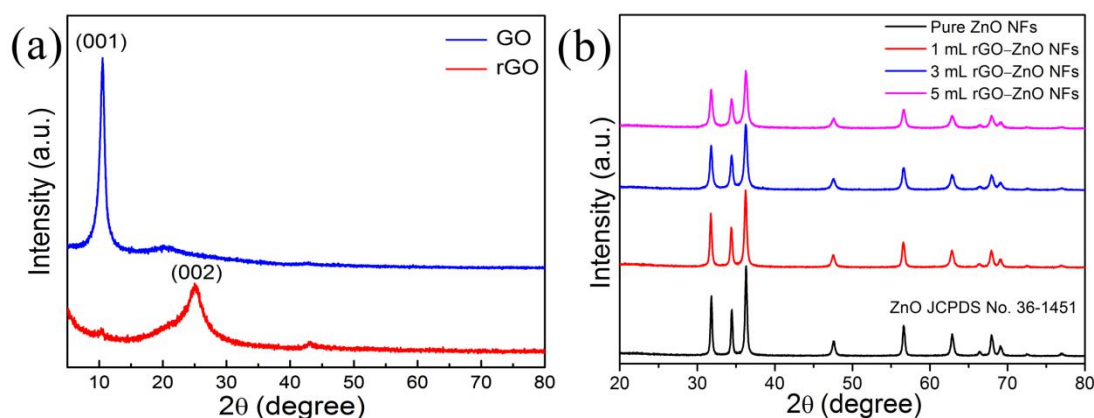 (a)
(001)
GO
rGO
(002)
Intensity (a.u.)
10 20 30 40 50 60 70 80
2θ (degree)
(b)
Pure ZnO NFs
1 mL rGO–ZnO NFs
3 mL rGO–ZnO NFs
5 mL rGO–ZnO NFs
Intensity (a.u.)
ZnO JCPDS No. 36-1451
20 30 40 50 60 70 80
2θ (degree)